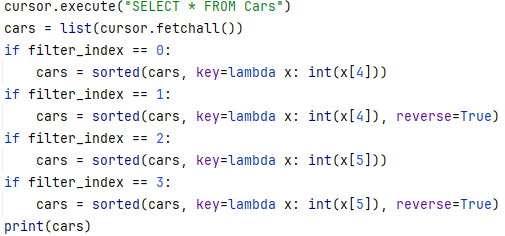 cursor.execute("SELECT * FROM Cars")
cars = list(cursor.fetchall())
if filter_index == 0:
    cars = sorted(cars, key=lambda x: int(x[4]))
if filter_index == 1:
    cars = sorted(cars, key=lambda x: int(x[4]), reverse=True)
if filter_index == 2:
    cars = sorted(cars, key=lambda x: int(x[5]))
if filter_index == 3:
    cars = sorted(cars, key=lambda x: int(x[5]), reverse=True)
print(cars)